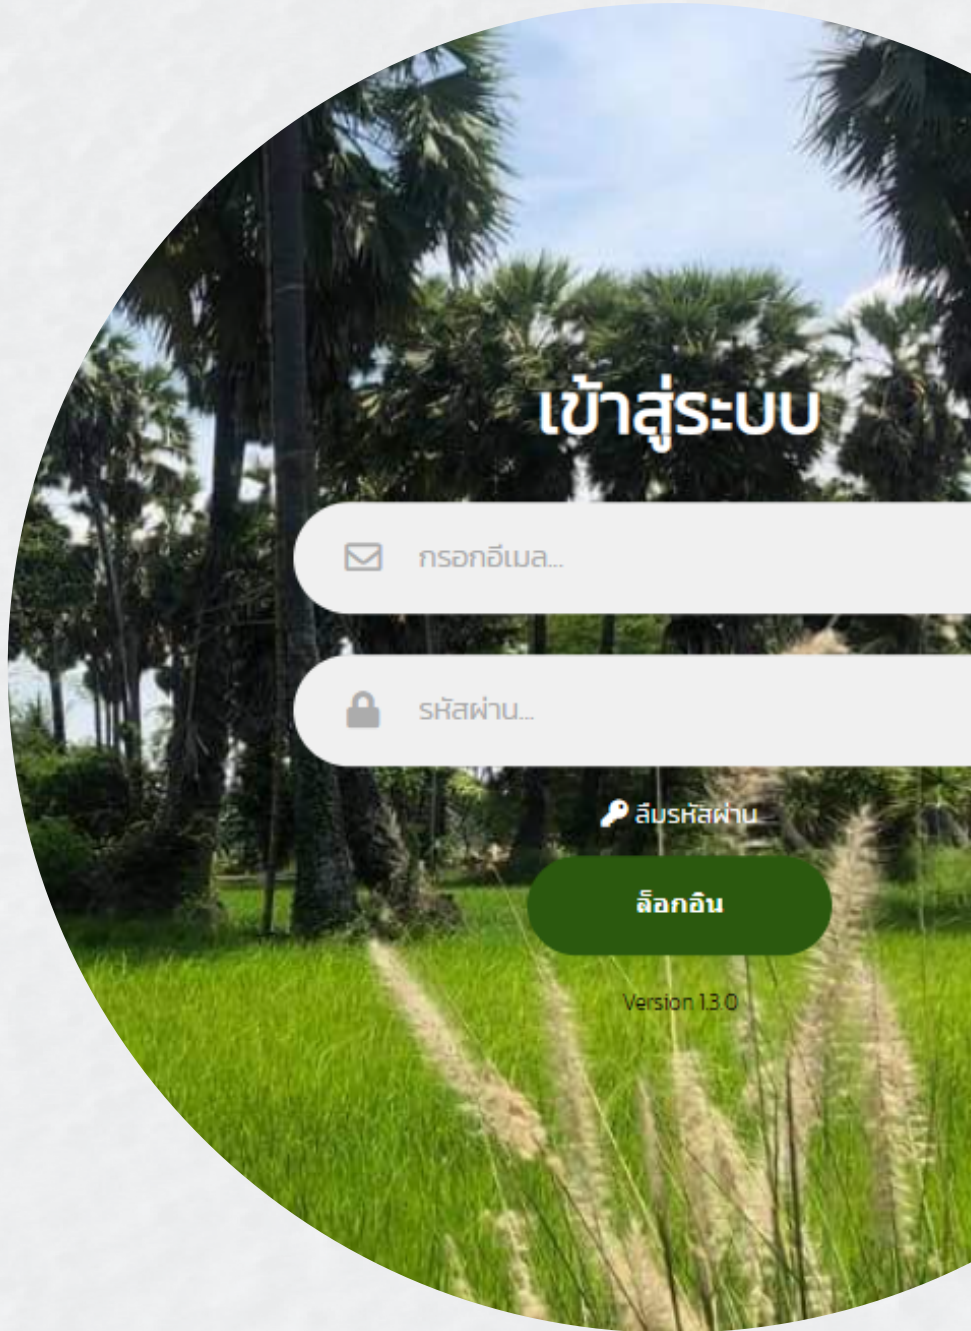 เข้าสู่ระบบ
กรอกอีเมล...
รหัสผ่าน...
ลืมรหัสผ่าน
ล็อกอิน
Version 1.3.0